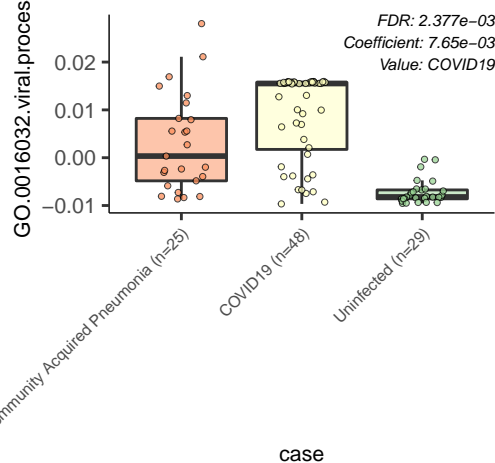 FDR: 2.377e−03
Coefficient: 7.65e−03
Value: COVID19
GO.0016032.viral.proces
0.02
0.01
0.00
−0.01
mmunity Acquired Pneumonia (n=25)
COVID19 (n=48)
Uninfected (n=29)
case